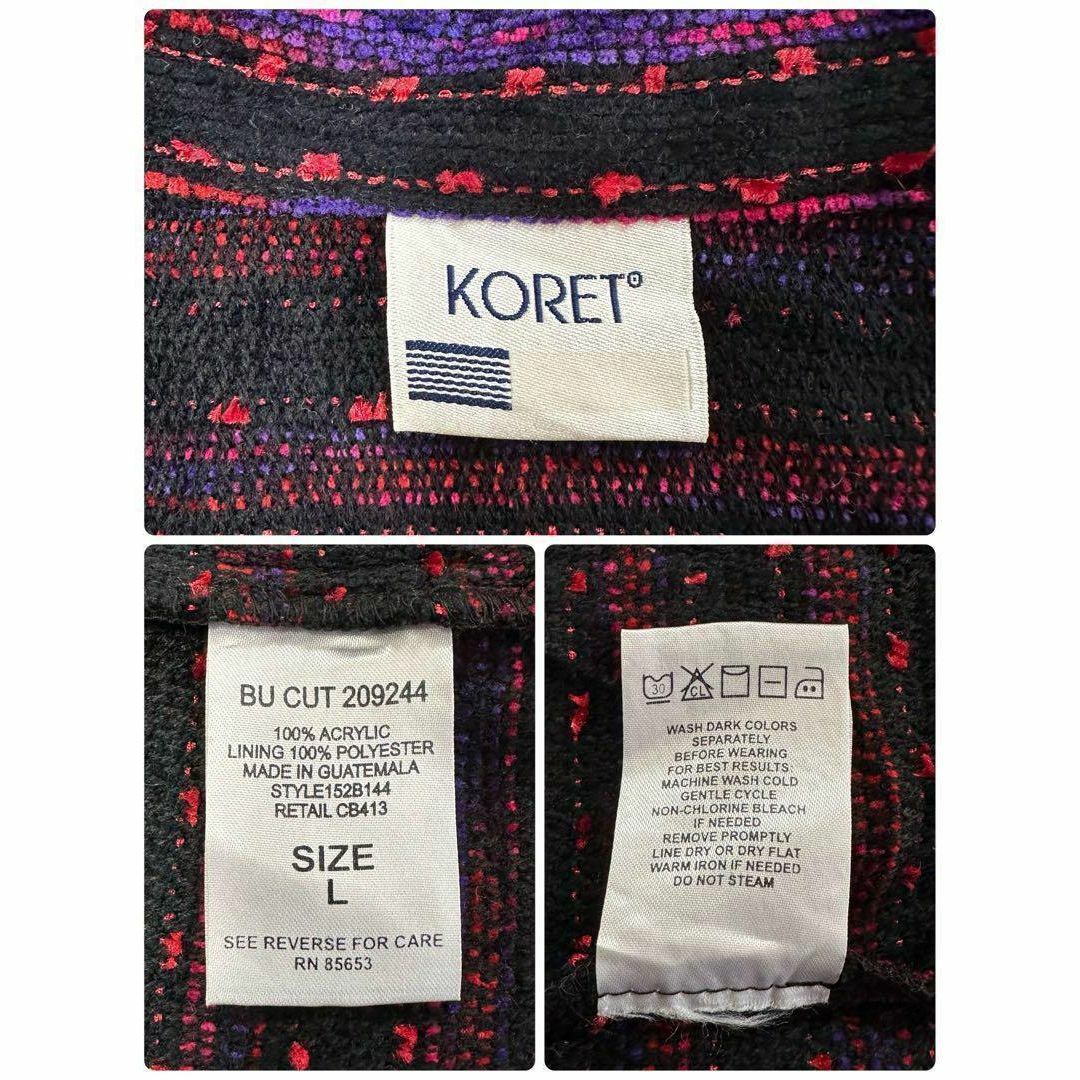 KORET
BU CUT 209244
100% ACRYLIC
LINING 100% POLYESTER
MADE IN GUATEMALA
STYLE152B144
RETAIL CB413
SIZE
L
SEE REVERSE FOR CARE
RN 85653
30
CL
WASH DARK COLORS
SEPARATELY
BEFORE WEARING
FOR BEST RESULTS.
MACHINE WASH COLD
GENTLE CYCLE
NON-CHLORINE BLEACH
IF NEEDED
REMOVE PROMPTLY
LINE DRY OR DRY FLAT
WARM IRON IF NEEDED
DO NOT STEAM